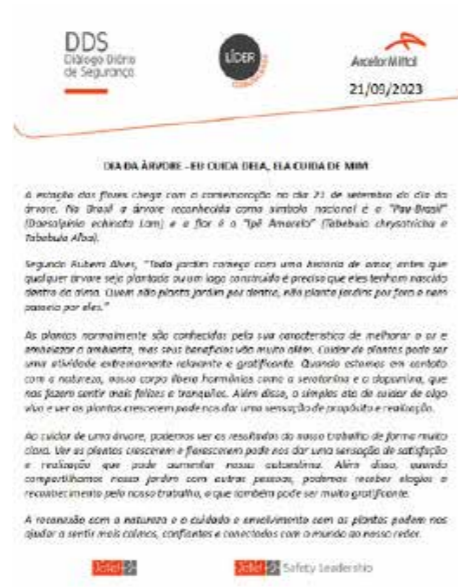 DDS
Diálogo Diário
de Segurança
LÍDER
ArcelorMittal
21/09/2023
DIA DA ÁRVORE - EU CUIDO DELA, ELA CUIDA DE MIM
A estação das flores chega com a comemoração no dia 21 de setembro do dia da
árvore. No Brasil a árvore reconhecida como símbolo nacional é o "Pau-Brasil"
(Caesalpinia echinata Lam) e a flor é o "Ipê Amarelo" (Tabebuia chrysotricha e
Tabebuia Alba).
Segundo Rubem Alves, "Todo jardim começa com uma história de amor, antes que
qualquer árvore seja plantada ou um lago construído é preciso que eles tenham nascido
dentro da alma. Quem não planta jardim por dentro, não planta jardins por fora e nem
passeia por eles."
As plantas normalmente são conhecidas pela sua característica de melhorar o ar e
embelezar o ambiente, mas seus benefícios vão muito além. Cuidar de plantas pode ser
uma atividade extremamente relaxante e gratificante. Quando estamos em contato
com a natureza, nosso corpo libera hormônios como a serotonina e a dopamina, que
nos fazem sentir mais felizes e tranquilos. Além disso, o simples ato de cuidar de algo
vivo e ver as plantas crescerem pode nos dar uma sensação de propósito e realização.
Ao cuidar de uma árvore, podemos ver os resultados do nosso trabalho de forma muito
clara. Ver as plantas crescerem e florescerem pode nos dar uma sensação de satisfação
e realização que pode aumentar nossa autoestima. Além disso, quando
compartilhamos nosso jardim com outras pessoas, podemos receber elogios e
reconhecimento pelo nosso trabalho, o que também pode ser muito gratificante.
A reconexão com a natureza e o cuidado e envolvimento com as plantas podem nos
ajudar a sentir mais calmos, confiantes e conectados com o mundo ao nosso redor.
Safety Leadership